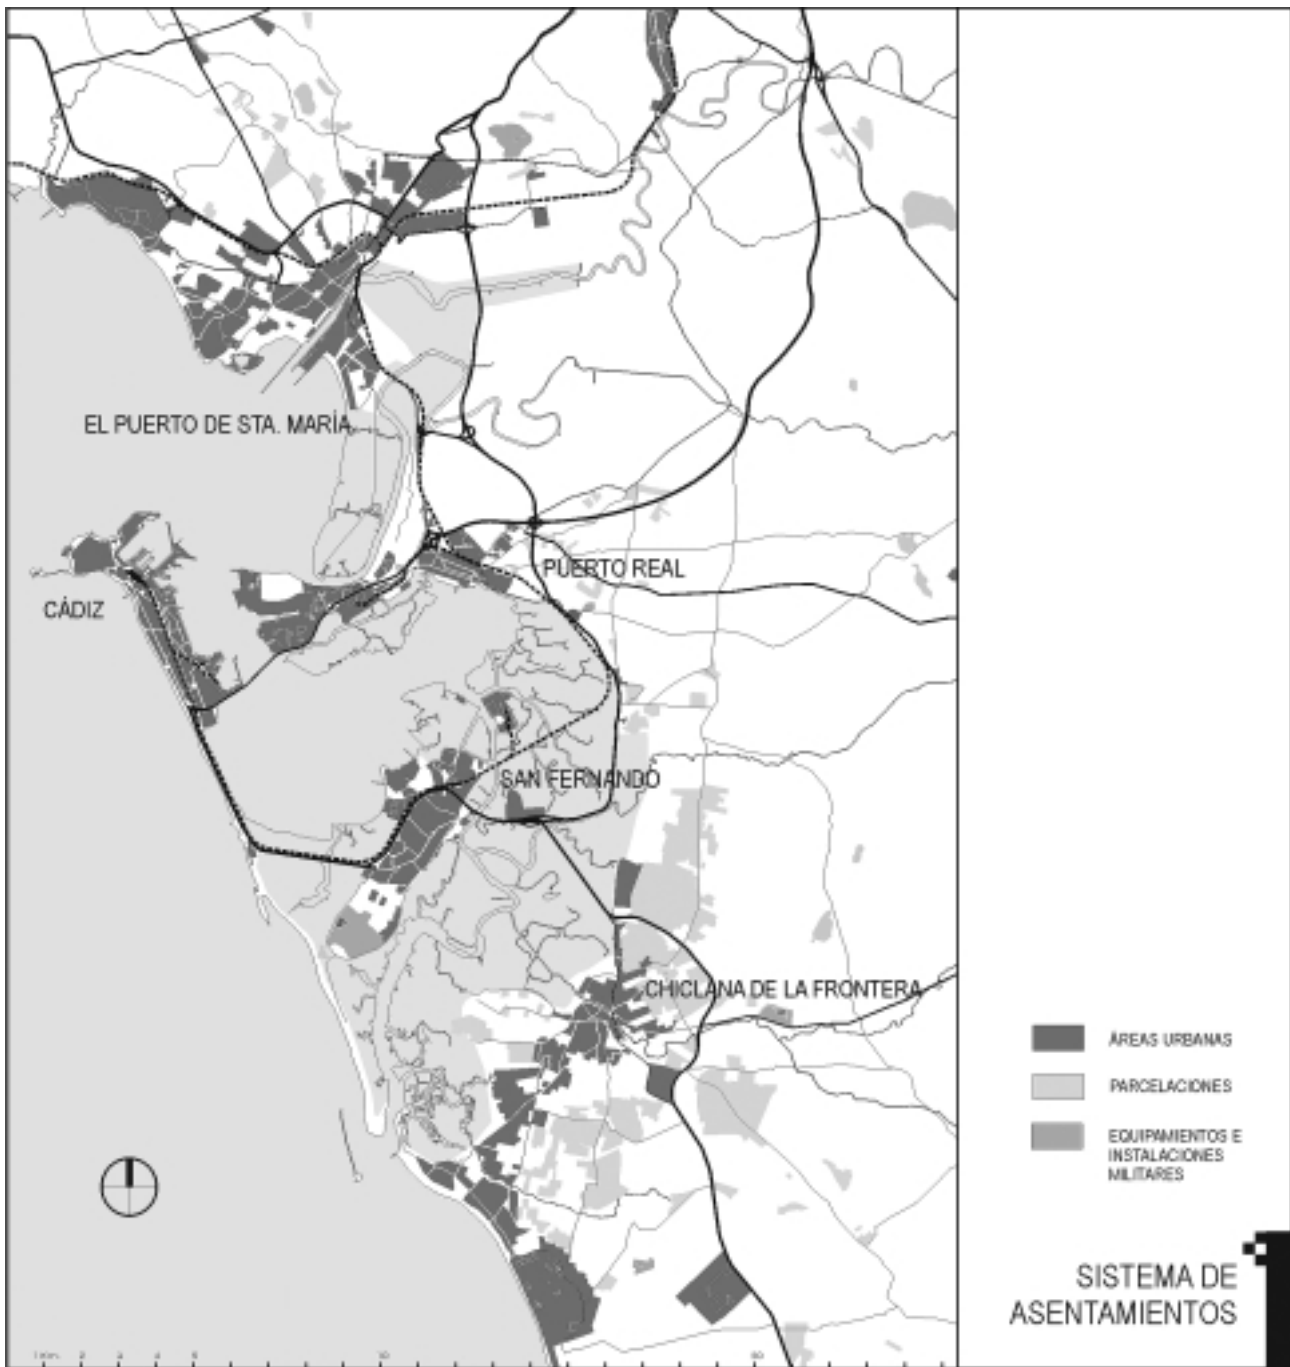 EL PUERTO DE STA. MARÍA
PUERTO REAL
CÁDIZ
SAN FERNANDO
CHICLANA DE LA FRONTERA
ÁREAS URBANAS
PARCELACIONES
EQUIPAMIENTOS E
INSTALACIONES
MILITARES
SISTEMA DE
ASENTAMIENTOS